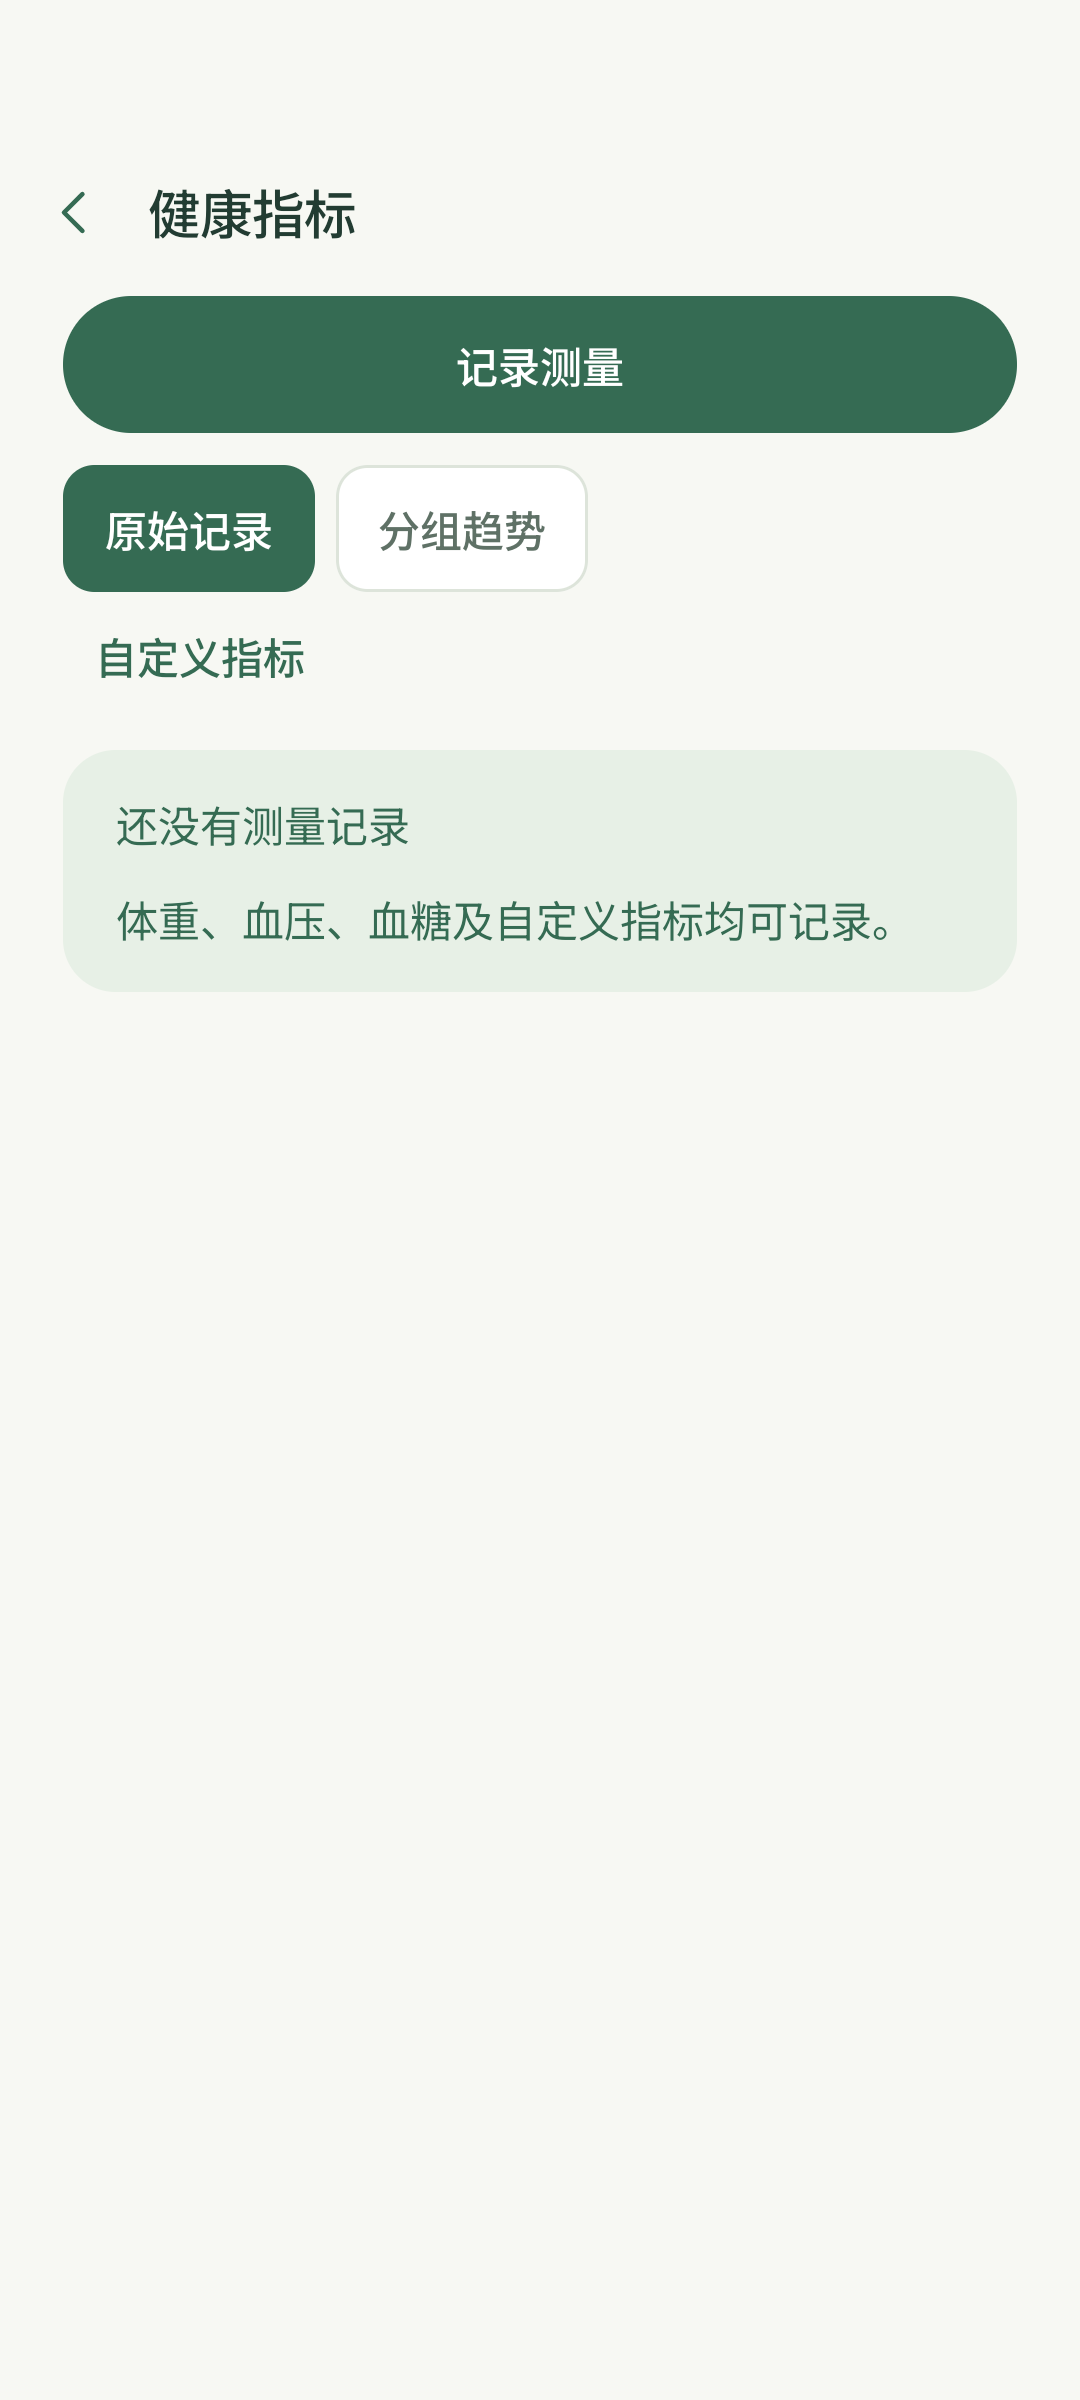 健康指标
记录测量
原始记录
分组趋势
自定义指标
还没有测量记录
体重、血压、血糖及自定义指标均可记录。